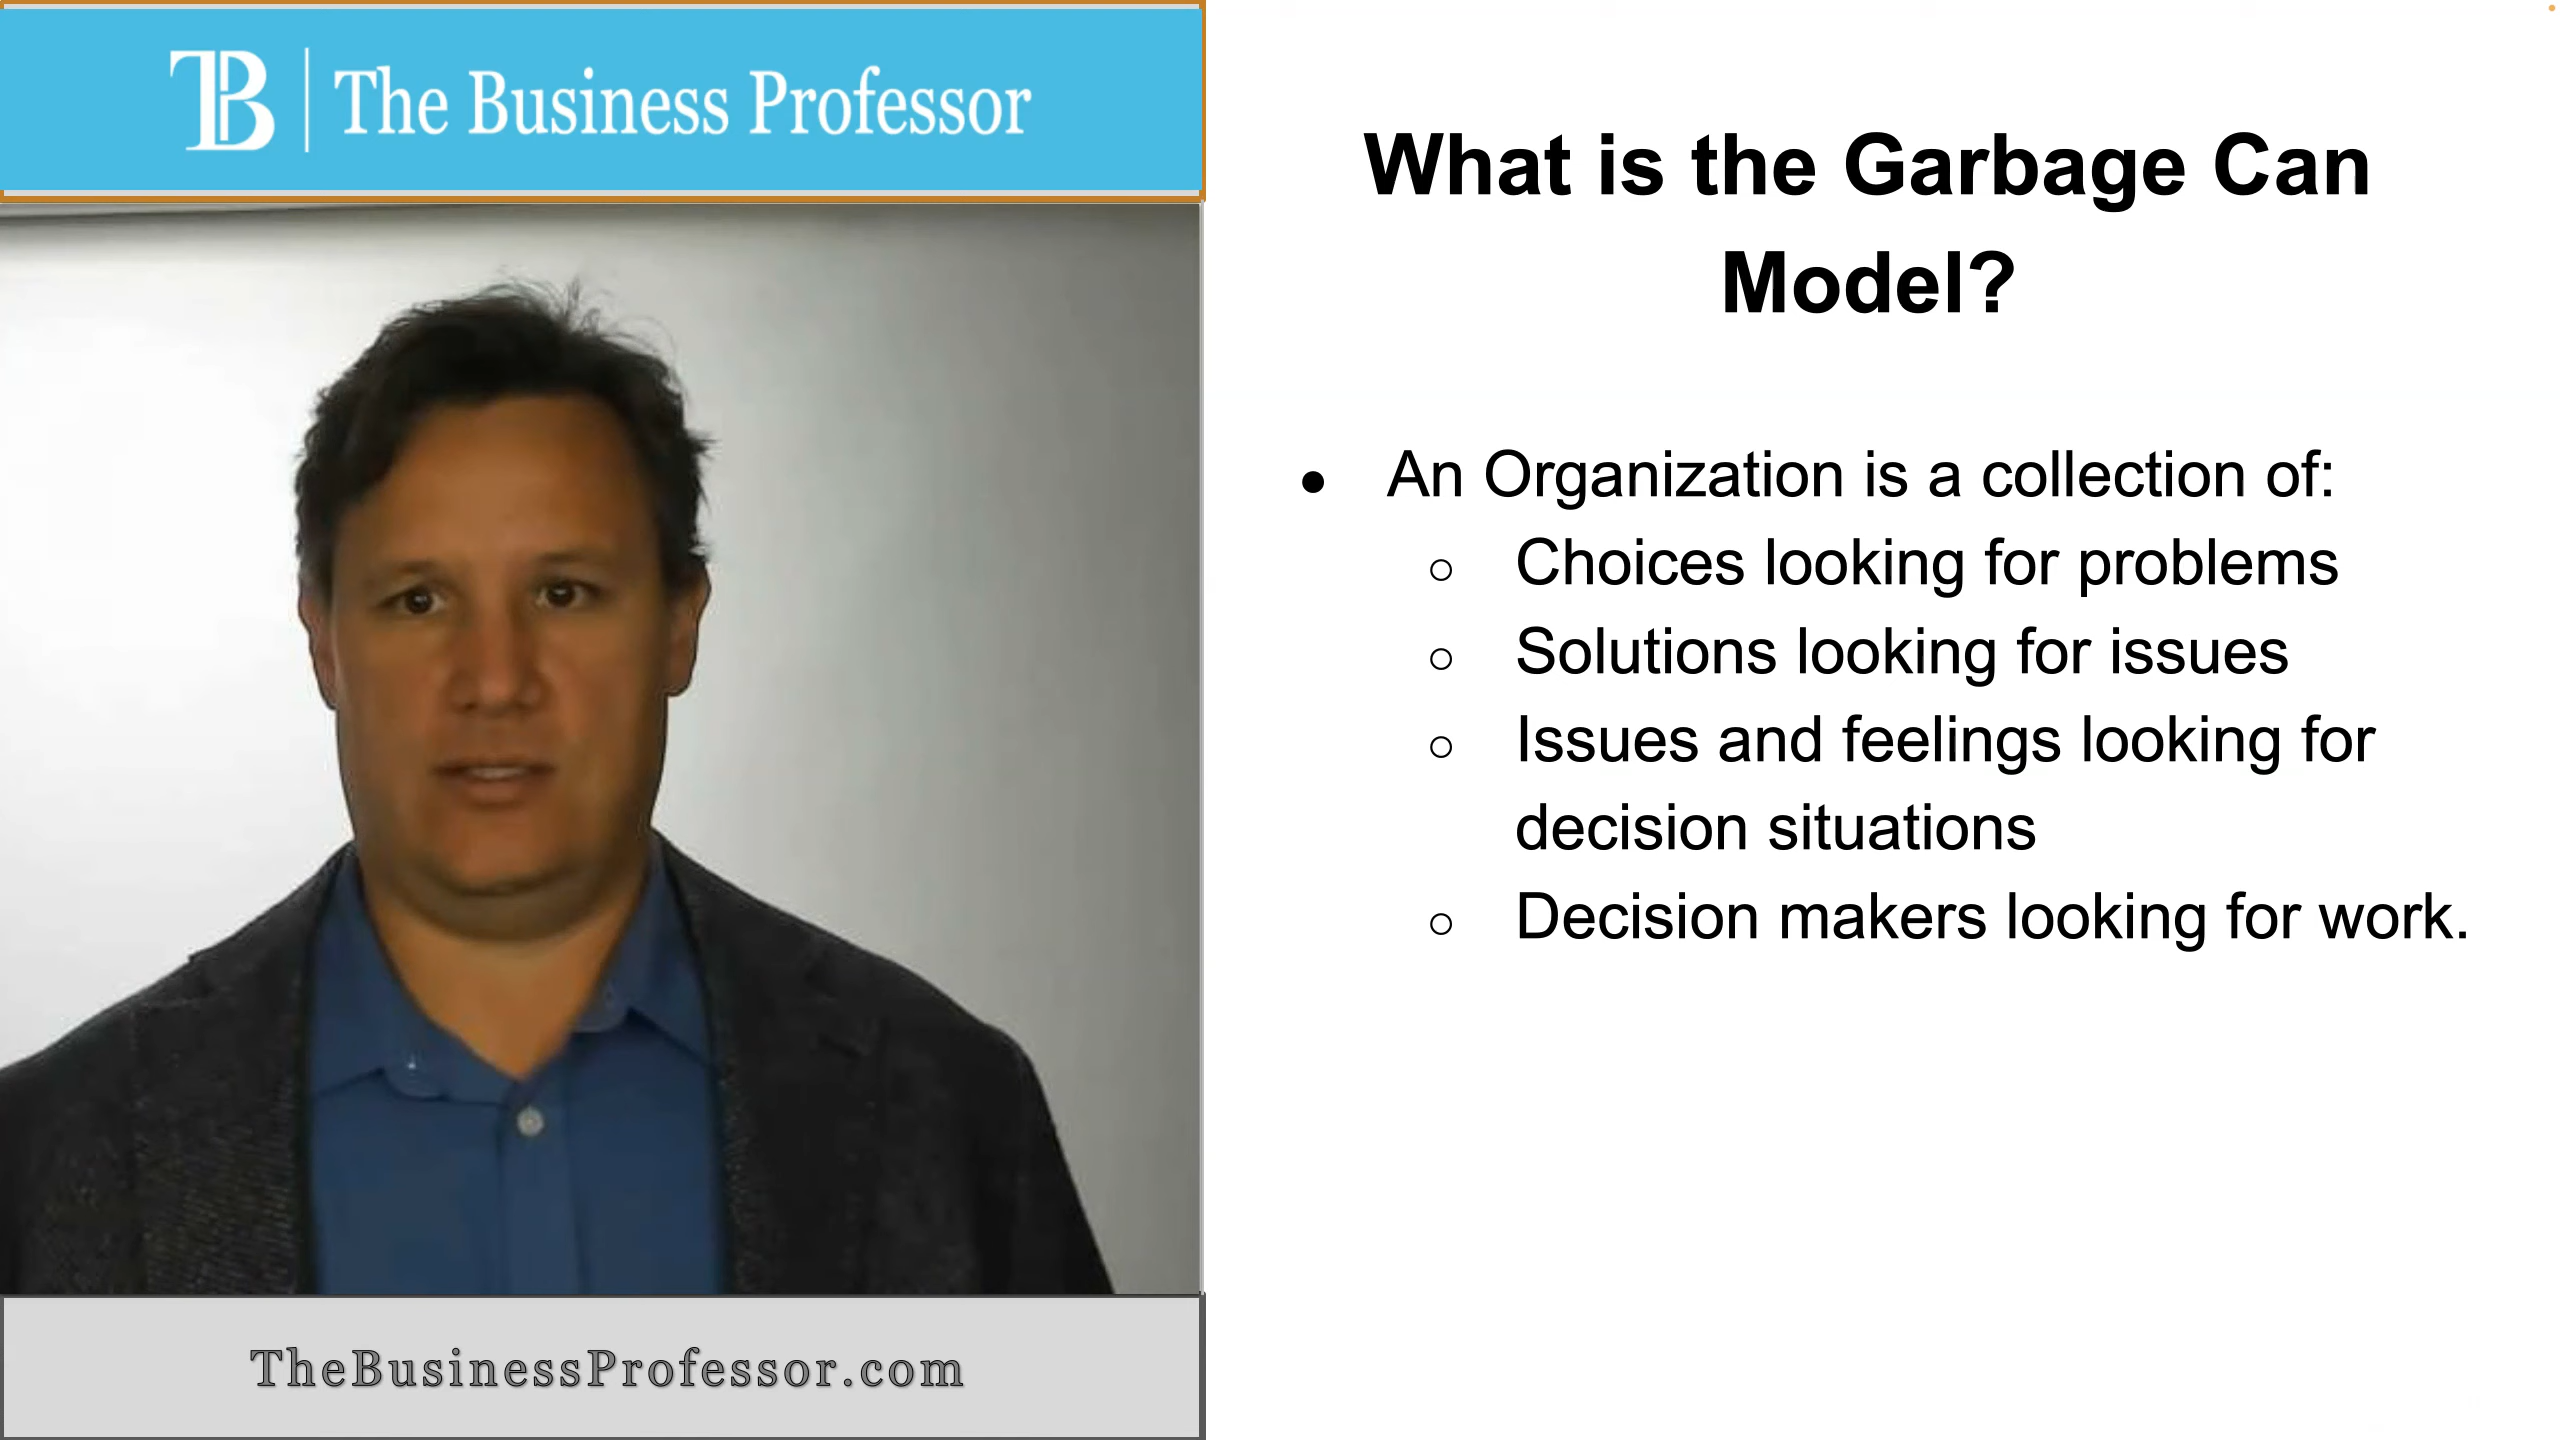 TB
The Business Professor
What is the Garbage Can
Model?
● An Organization is a collection of:
○ Choices looking for problems
○ Solutions looking for issues
○ Issues and feelings looking for
decision situations
○ Decision makers looking for work.
TheBusinessProfessor.com